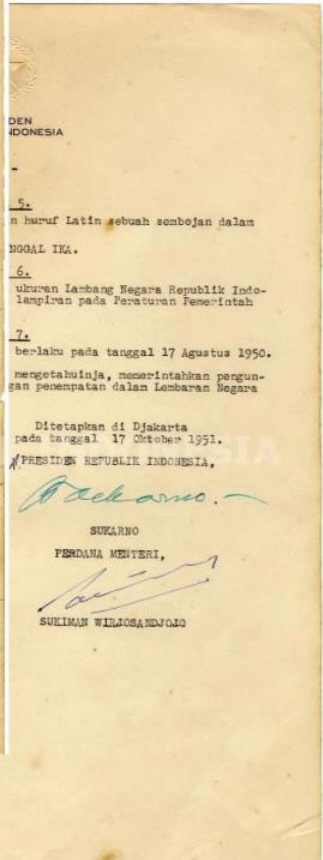 DEN
NDONESIA
-
5.
n huruf Latin sebuah sembojan dalam
NGGAL IKA.
6.
ukuran Lambang Negara Republik Indo-
lampiran pada Peraturan Pemerintah
7.
berlaku pada tanggal 17 Agustus 1950.
mengetahuinja, memerintahkan pengun-
gan penempatan dalam Lembaran Negara
Ditetapkan di Djakarta
pada tanggal 17 Oktober 1951.
PRESIDEN REPUBLIK INDONESIA,
Soekarno.-
SUKARNO
PERDANA MENTERI,
SUKIMAN WIRJOSANDJOJO